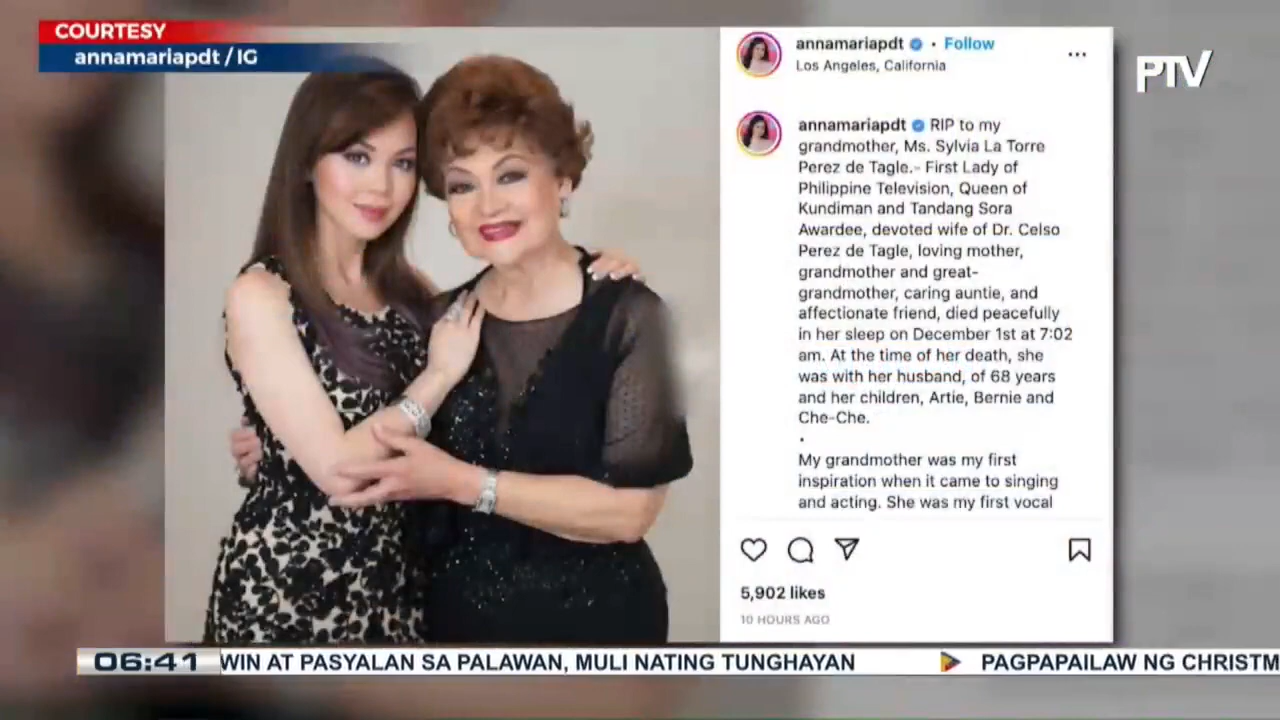 COURTESY
annamariapdt / IG
annamariapdt • Follow
Los Angeles, California
PTV
annamariapdt RIP to my
grandmother, Ms. Sylvia La Torre
Perez de Tagle.- First Lady of
Philippine Television, Queen of
Kundiman and Tandang Sora
Awardee, devoted wife of Dr. Celso
Perez de Tagle, loving mother,
grandmother and great-
grandmother, caring auntie, and
affectionate friend, died peacefully
in her sleep on December 1st at 7:02
am. At the time of her death, she
was with her husband, of 68 years
and her children, Artie, Bernie and
Che-Che.
.
My grandmother was my first
inspiration when it came to singing
and acting. She was my first vocal
5,902 likes
10 HOURS AGO
06:41 WIN AT PASYALAN SA PALAWAN, MULI NATING TUNGHAYAN PAGPAPAILAW NG CHRISTM